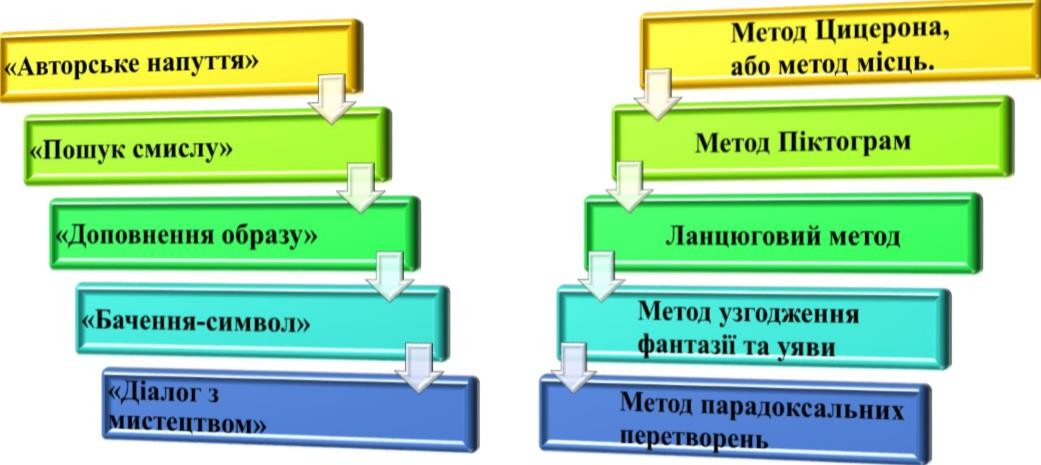 «Авторське напуття»
«Пошук смислу»
«Доповнення образу»
«Бачення-символ»
«Діалог з
мистецтвом»
Метод Цицерона,
або метод місць.
Метод Піктограм
Ланцюговий метод
Метод узгодження
фантазії та уяви
Метод парадоксальних
перетворень